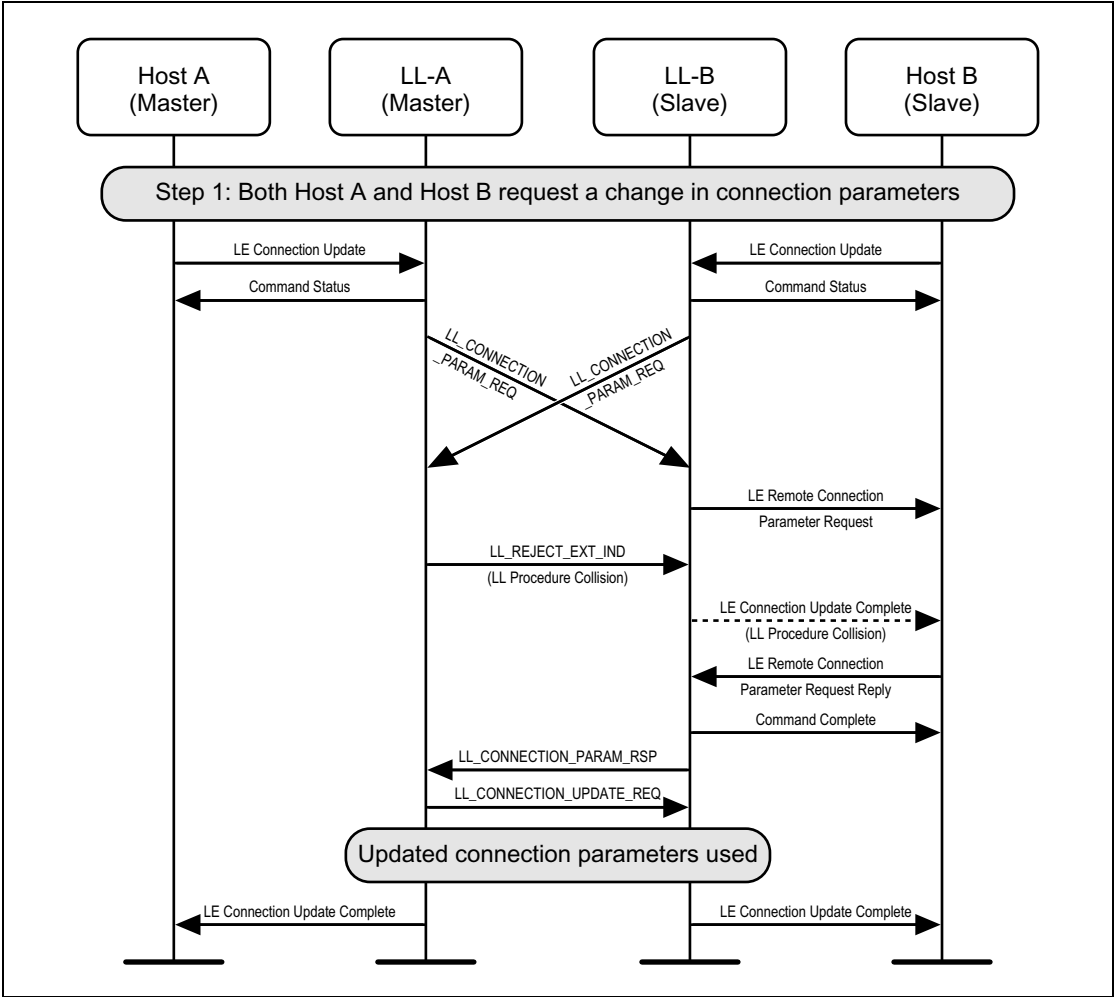 Host A
(Master)
LL-A
(Master)
LL-B
(Slave)
Host B
(Slave)
Step 1: Both Host A and Host B request a change in connection parameters
LE Connection Update
LE Connection Update
Command Status
Command Status
LL_CONNECTION
_PARAM_REQ
LL_CONNECTION
_PARAM_REQ
LE Remote Connection
Parameter Request
LL_REJECT_EXT_IND
(LL Procedure Collision)
LE Connection Update Complete
(LL Procedure Collision)
LE Remote Connection
Parameter Request Reply
Command Complete
LL_CONNECTION_PARAM_RSP
LL_CONNECTION_UPDATE_REQ
Updated connection parameters used
LE Connection Update Complete
LE Connection Update Complete